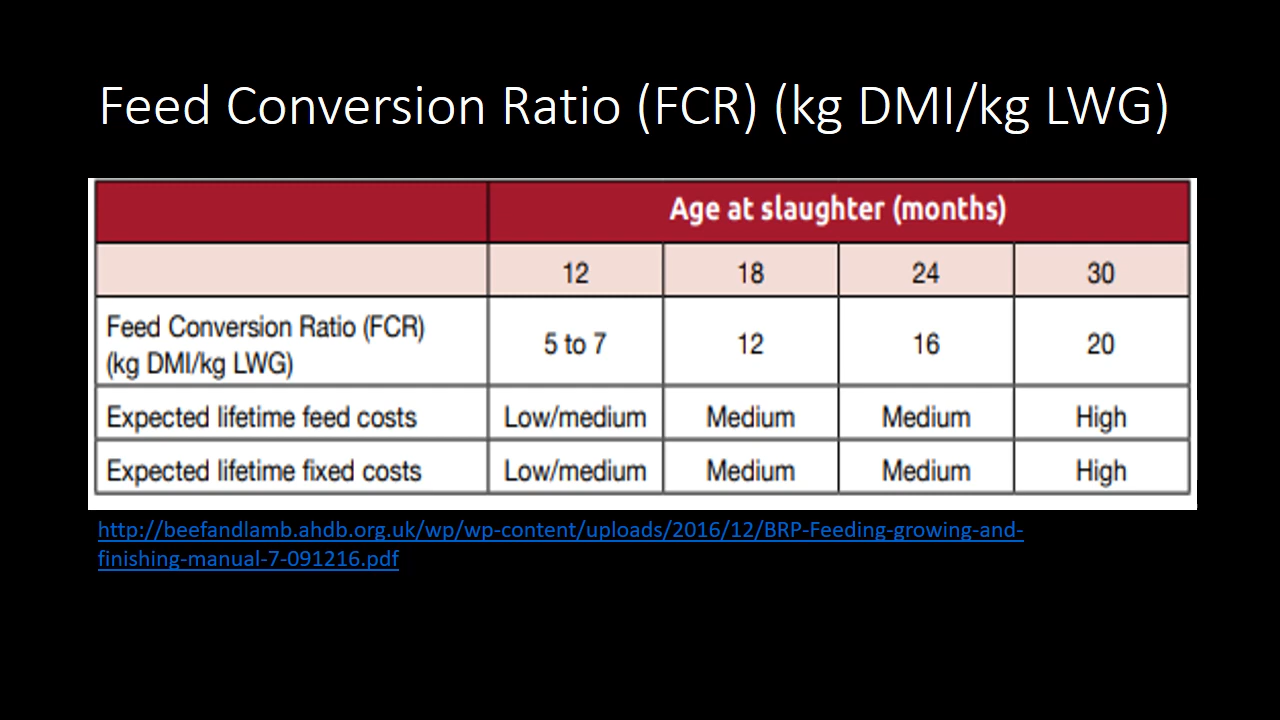 Feed Conversion Ratio (FCR) (kg DMI/kg LWG)
Age at slaughter (months)
12 18 24 30
Feed Conversion Ratio (FCR)
(kg DMI/kg LWG)
5 to 7 12 16 20
Expected lifetime feed costs Low/medium Medium Medium High
Expected lifetime fixed costs Low/medium Medium Medium High
http://beefandlamb.ahdb.org.uk/wp/wp-content/uploads/2016/12/BRP-Feeding-growing-and-
finishing-manual-7-091216.pdf